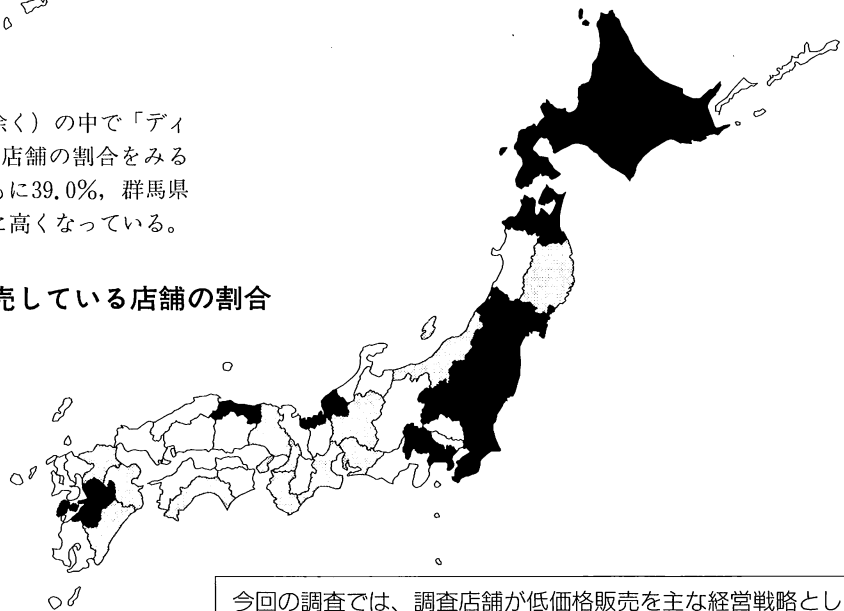 除く）の中で「ディ
店舗の割合をみる
もに39.0％，群馬県
に高くなっている。
売している店舗の割合
今回の調査では、調査店舗が低価格販売を主な経営戦略とし